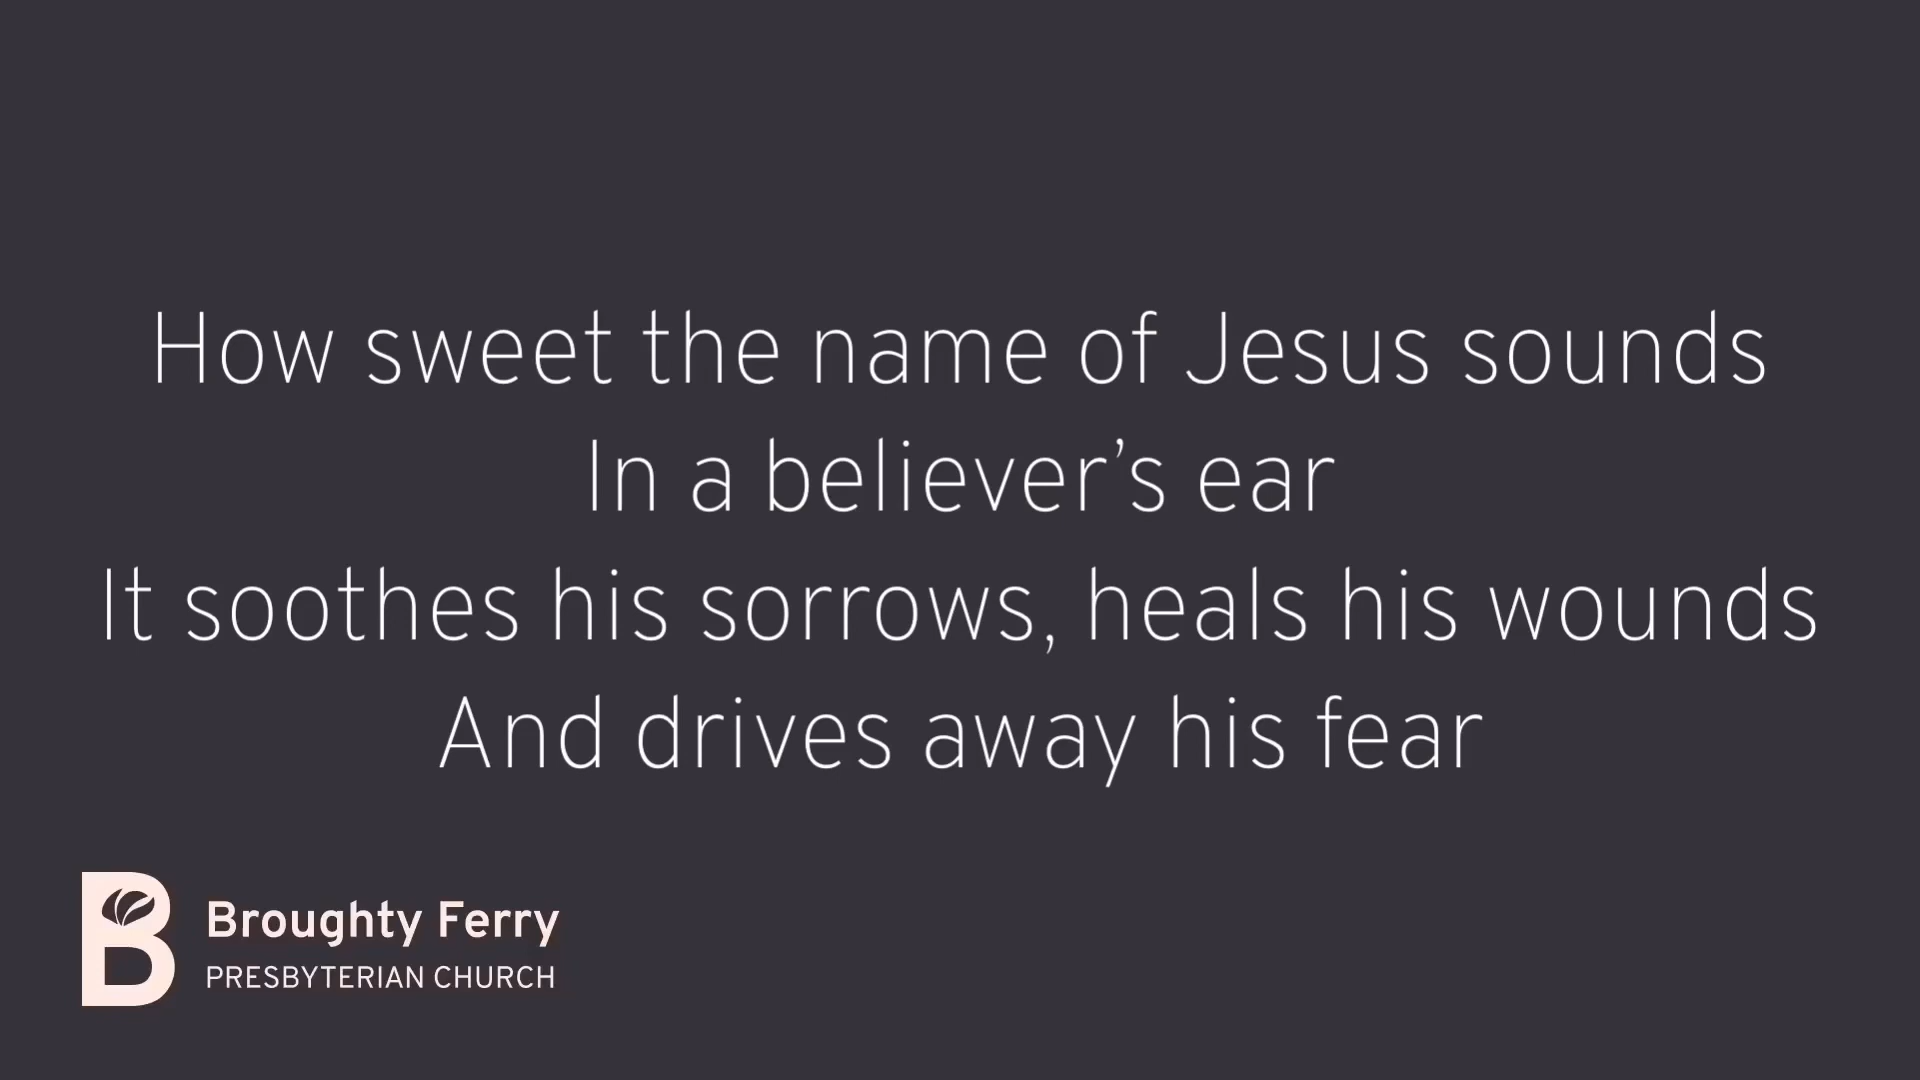 How sweet the name of Jesus sounds
In a believer’s ear
It soothes his sorrows, heals his wounds
And drives away his fear
Broughty Ferry
PRESBYTERIAN CHURCH